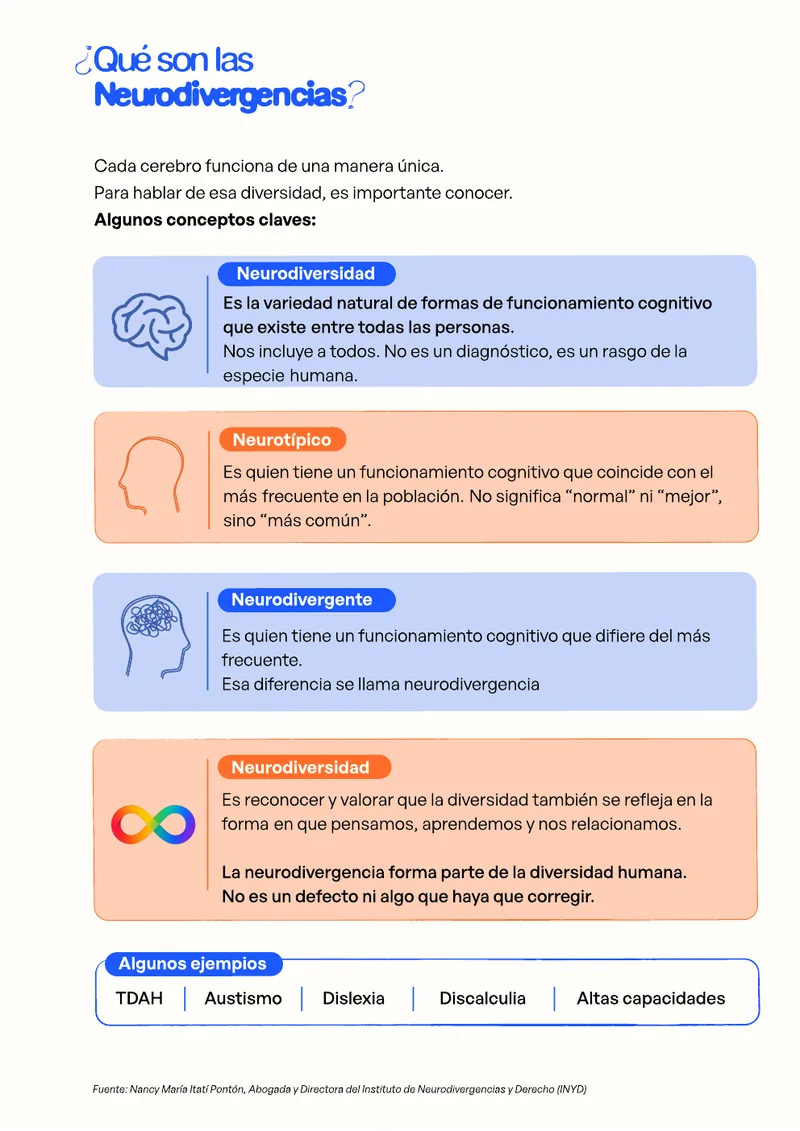 ¿Qué son las
Neurodivergencias?
Cada cerebro funciona de una manera única.
Para hablar de esa diversidad, es importante conocer.
Algunos conceptos claves:
Neurodiversidad
Es la variedad natural de formas de funcionamiento cognitivo
que existe entre todas las personas.
Nos incluye a todos. No es un diagnóstico, es un rasgo de la
especie humana.
Neurotípico
Es quien tiene un funcionamiento cognitivo que coincide con el
más frecuente en la población. No significa “normal” ni “mejor”,
sino “más común”.
Neurodivergente
Es quien tiene un funcionamiento cognitivo que difiere del más
frecuente.
Esa diferencia se llama neurodivergencia
Neurodiversidad
Es reconocer y valorar que la diversidad también se refleja en la
forma en que pensamos, aprendemos y nos relacionamos.
La neurodivergencia forma parte de la diversidad humana.
No es un defecto ni algo que haya que corregir.
Algunos ejempios
TDAH Austismo Dislexia Discalculia Altas capacidades
Fuente: Nancy María Itatí Pontón, Abogada y Directora del Instituto de Neurodivergencias y Derecho (INYD)